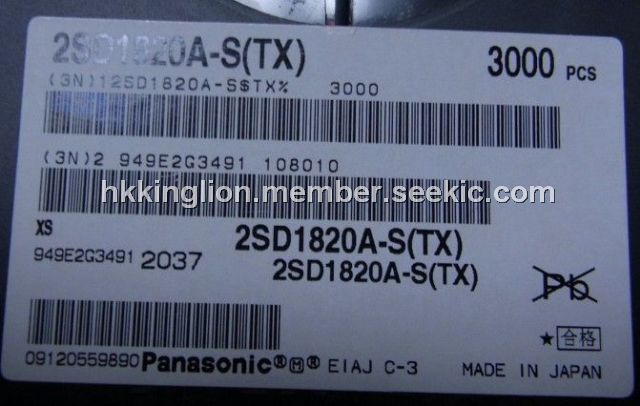 2SD1820A-S(TX) 3000 PCS
(3N)12SD1820A-S$TX% 3000
(3N)2 949E2G3491 108010
hkkinglion.member.seekic.com
XS 2SD1820A-S(TX)
949E2G3491 2037 2SD1820A-S(TX)
Pb
★合格
09120559890 Panasonic®Ⓜ® EIAJ C-3 MADE IN JAPAN